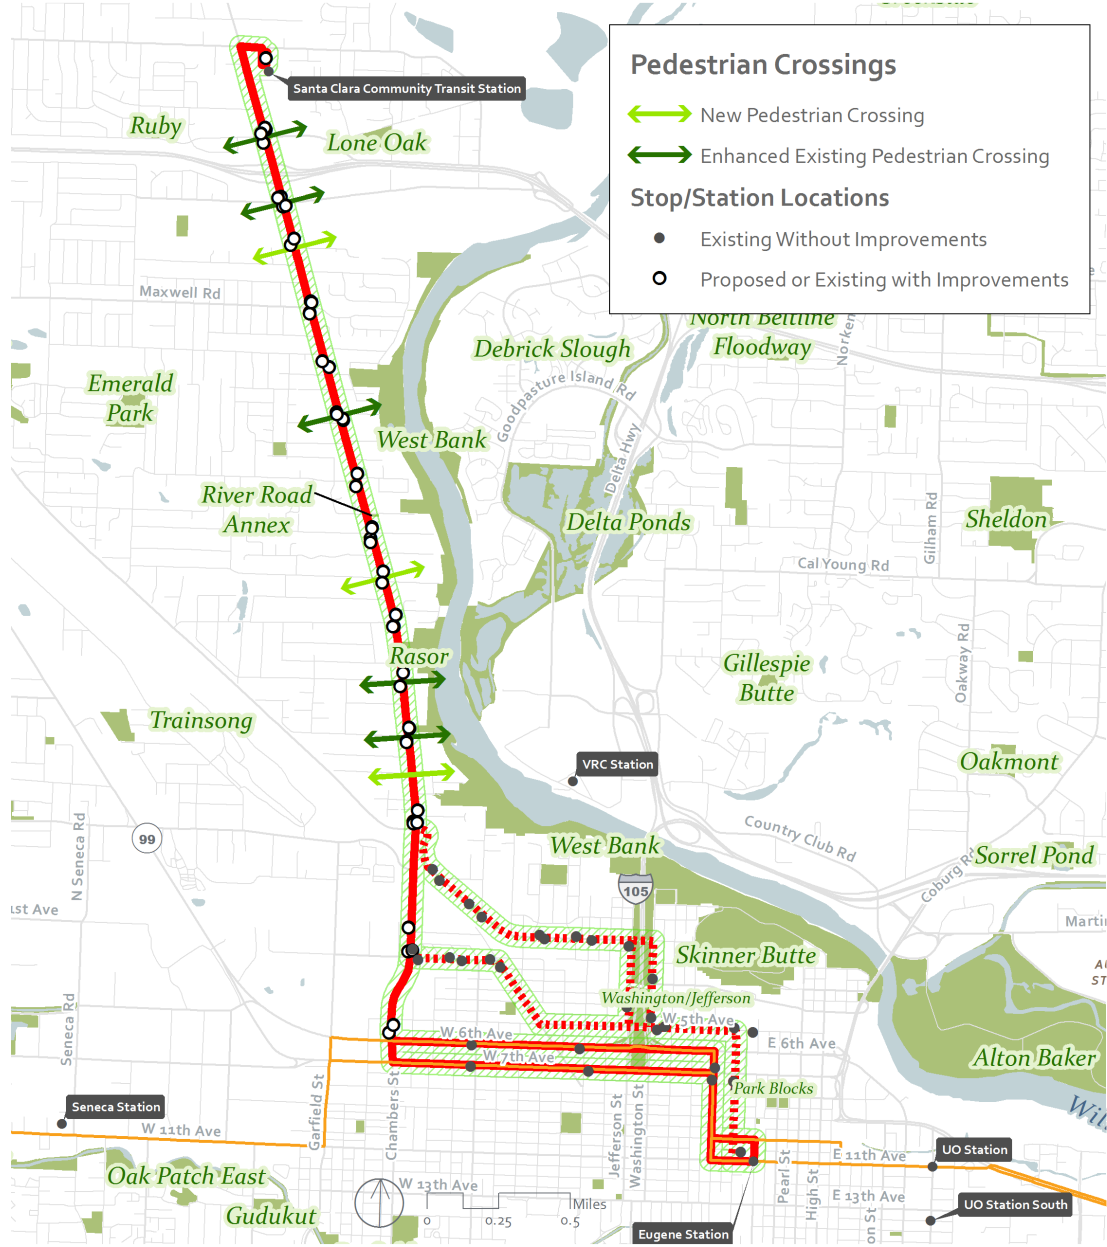 Pedestrian Crossings
New Pedestrian Crossing
Enhanced Existing Pedestrian Crossing
Stop/Station Locations
Existing Without Improvements
Proposed or Existing with Improvements
Santa Clara Community Transit Station
Ruby
Lone Oak
Maxwell Rd
North Beltline
Floodway
Debrick Slough
Goodpasture Island Rd
Emerald
Park
West Bank
Delta Hwy
River Road
Annex
Delta Ponds
Gilham Rd
Sheldon
Cal Young Rd
Rasor
Gillespie
Butte
Oakway Rd
Trainsong
VRC Station
Oakmont
99
N Seneca Rd
West Bank
Country Club Rd
Coburg Rd
Sorrel Pond
105
1st Ave
Skinner Butte
Washington/Jefferson
W 5th Ave
W 6th Ave
E 6th Ave
W 7th Ave
Seneca Rd
Alton Baker
Park Blocks
Seneca Station
W 11th Ave
Garfield St
Chambers St
Jefferson St
Washington St
Pearl St
High St
E 11th Ave
UO Station
Oak Patch East
W 13th Ave
E 13th Ave
UO Station South
Gudukut
Miles
0
0.25
0.5
Eugene Station